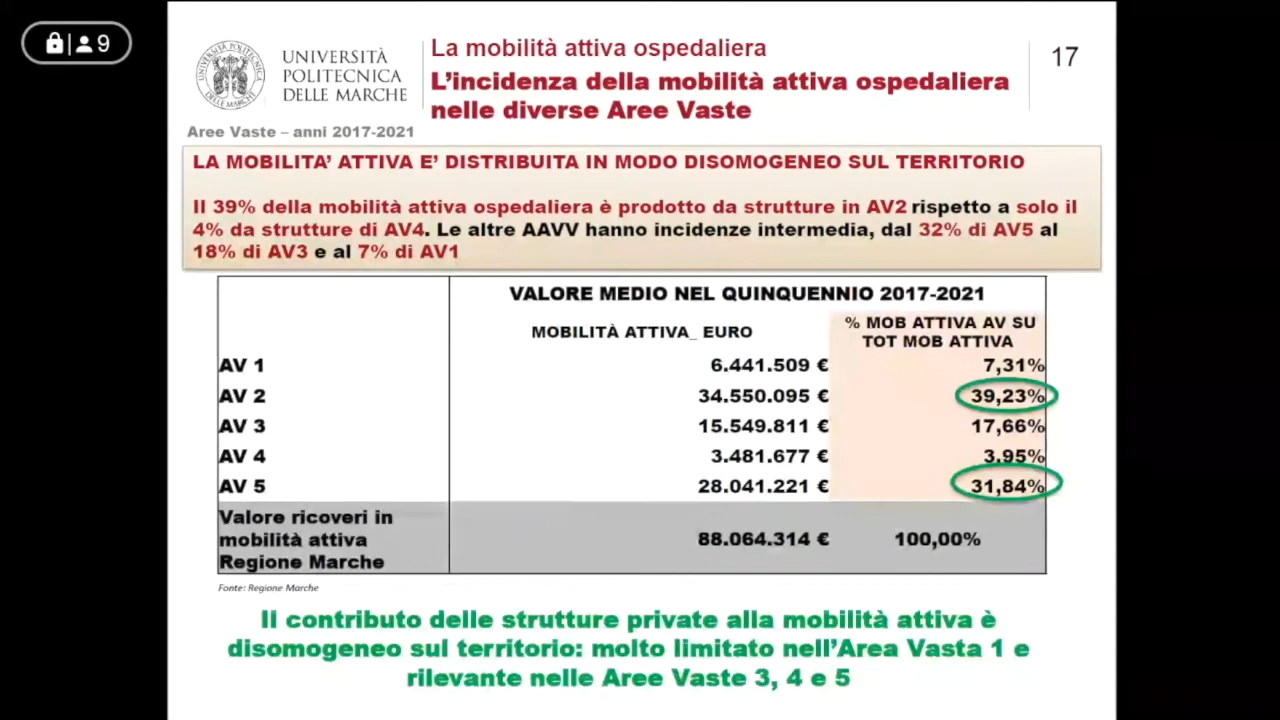 9
UNIVERSITÀ
POLITECNICA
DELLE MARCHE
La mobilità attiva ospedaliera
L'incidenza della mobilità attiva ospedaliera
nelle diverse Aree Vaste
17
Aree Vaste – anni 2017-2021
LA MOBILITA' ATTIVA E' DISTRIBUITA IN MODO DISOMOGENEO SUL TERRITORIO
Il 39% della mobilità attiva ospedaliera è prodotto da strutture in AV2 rispetto a solo il
4% da strutture di AV4. Le altre AAVV hanno incidenze intermedia, dal 32% di AV5 al
18% di AV3 e al 7% di AV1
VALORE MEDIO NEL QUINQUENNIO 2017-2021
MOBILITÀ ATTIVA_ EURO
% MOB ATTIVA AV SU
TOT MOB ATTIVA
AV 1 6.441.509 € 7,31%
AV 2 34.550.095 € 39,23%
AV 3 15.549.811 € 17,66%
AV 4 3.481.677 € 3,95%
AV 5 28.041.221 € 31,84%
Valore ricoveri in
mobilità attiva
Regione Marche
88.064.314 € 100,00%
Fonte: Regione Marche
Il contributo delle strutture private alla mobilità attiva è
disomogeneo sul territorio: molto limitato nell'Area Vasta 1 e
rilevante nelle Aree Vaste 3, 4 e 5